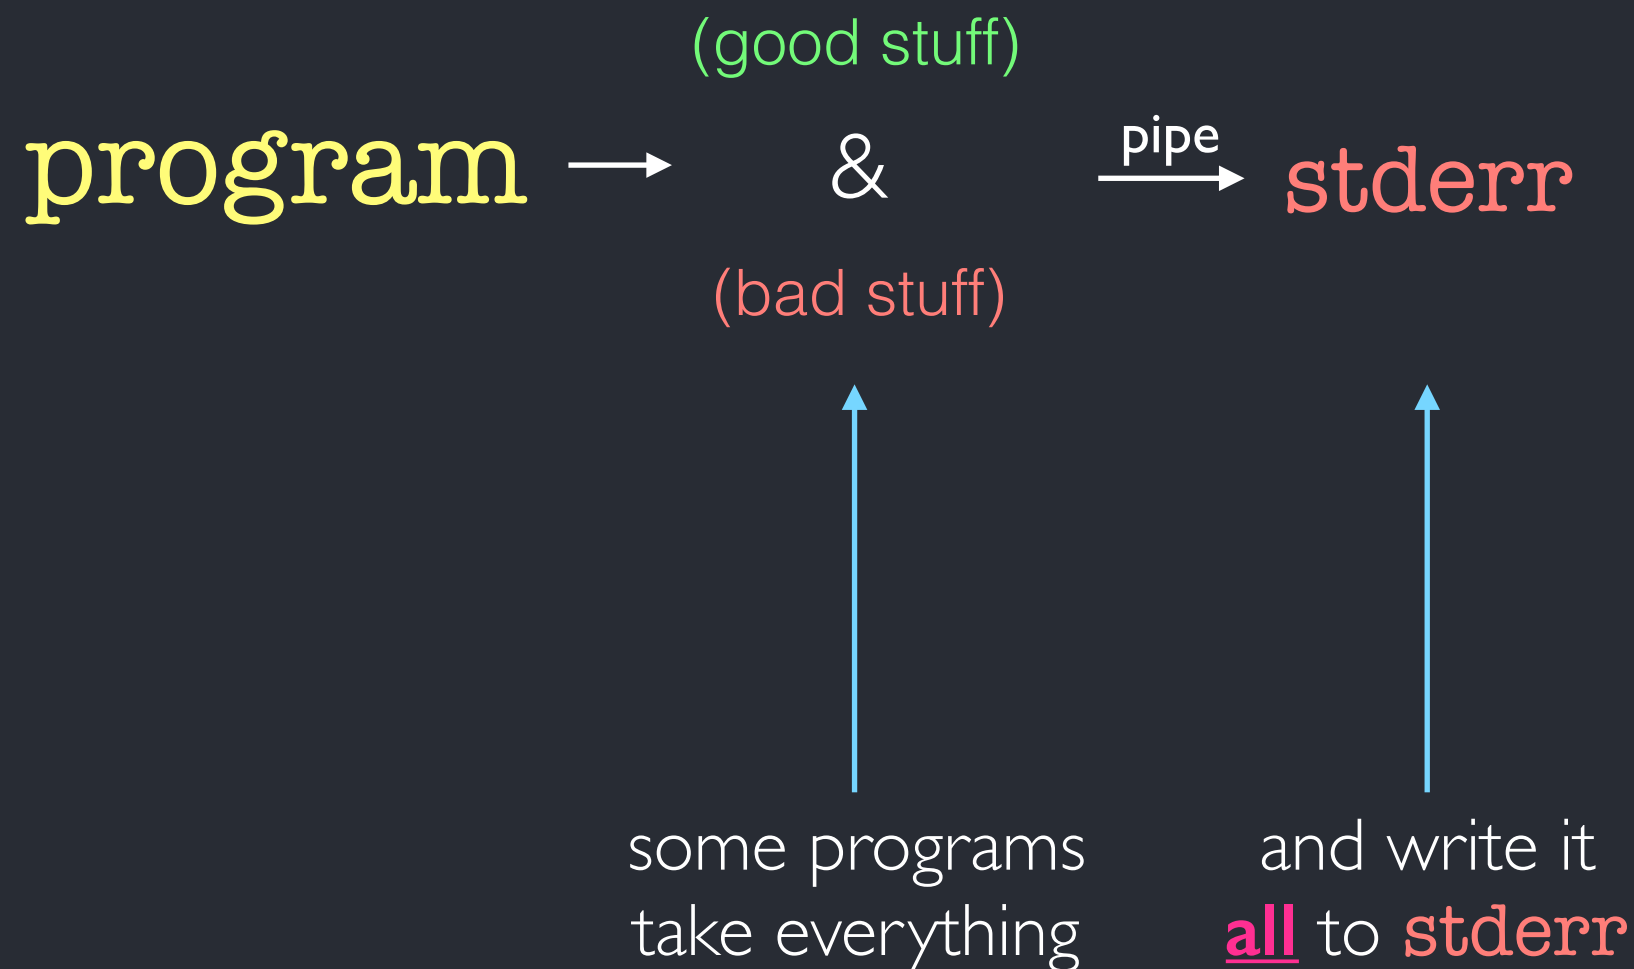 (good stuff)
program & pipe stderr
(bad stuff)
some programs
take everything
and write it
all to stderr